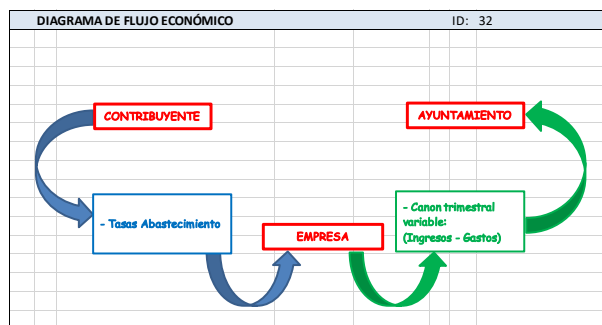 DIAGRAMA DE FLUJO ECONÓMICO ID: 32
CONTRIBUYENTE
AYUNTAMIENTO
- Tasas Abastecimiento
EMPRESA
- Canon trimestral
variable:
(Ingresos - Gastos)